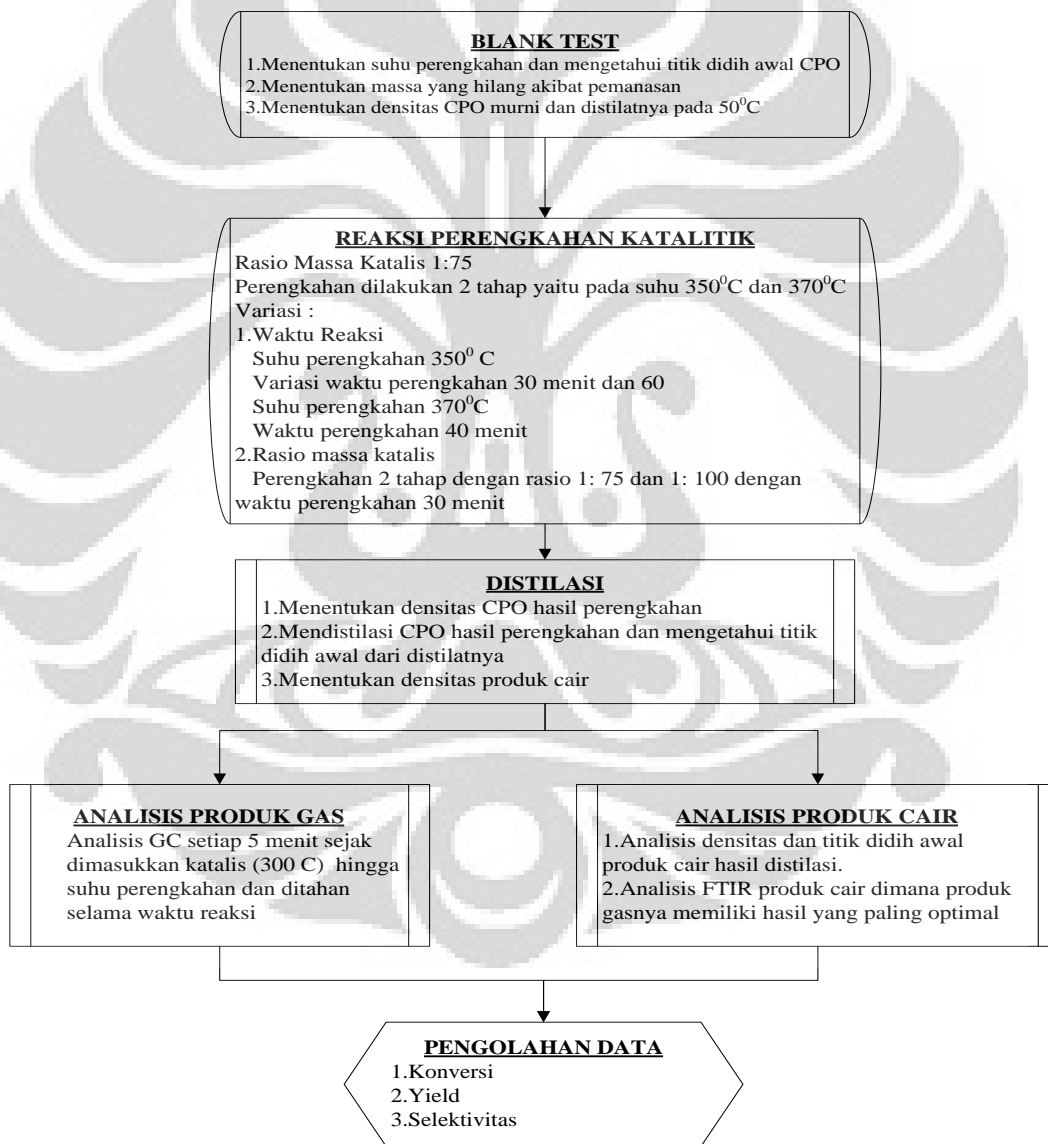 BLANK TEST
1.Menentukan suhu perengkahan dan mengetahui titik didih awal CPO
2.Menentukan massa yang hilang akibat pemanasan
3.Menentukan densitas CPO murni dan distilatnya pada 50⁰C
REAKSI PERENGKAHAN KATALITIK
Rasio Massa Katalis 1:75
Perengkahan dilakukan 2 tahap yaitu pada suhu 350⁰C dan 370⁰C
Variasi :
1.Waktu Reaksi
Suhu perengkahan 350⁰ C
Variasi waktu perengkahan 30 menit dan 60
Suhu perengkahan 370⁰C
Waktu perengkahan 40 menit
2.Rasio massa katalis
Perengkahan 2 tahap dengan rasio 1: 75 dan 1: 100 dengan
waktu perengkahan 30 menit
DISTILASI
1.Menentukan densitas CPO hasil perengkahan
2.Mendistilasi CPO hasil perengkahan dan mengetahui titik
didih awal dari distilatnya
3.Menentukan densitas produk cair
ANALISIS PRODUK GAS
Analisis GC setiap 5 menit sejak
dimasukkan katalis (300 C) hingga
suhu perengkahan dan ditahan
selama waktu reaksi
ANALISIS PRODUK CAIR
1.Analisis densitas dan titik didih awal
produk cair hasil distilasi.
2.Analisis FTIR produk cair dimana produk
gasnya memiliki hasil yang paling optimal
PENGOLAHAN DATA
1.Konversi
2.Yield
3.Selektivitas